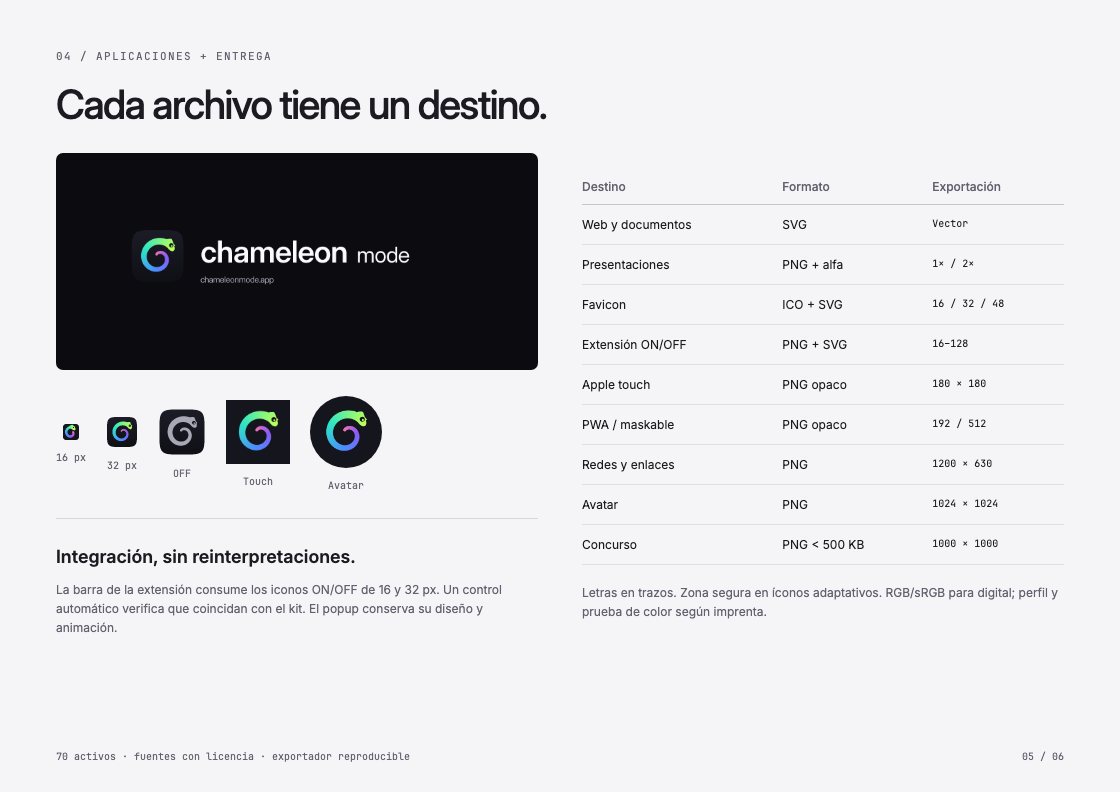 04 / APLICACIONES + ENTREGA
Cada archivo tiene un destino.
chameleon mode
chameleonmode.app
16 px
32 px
OFF
Touch
Avatar
Integración, sin reinterpretaciones.
La barra de la extensión consume los iconos ON/OFF de 16 y 32 px. Un control
automático verifica que coincidan con el kit. El popup conserva su diseño y
animación.
Destino Formato Exportación
Web y documentos SVG Vector
Presentaciones PNG + alfa 1× / 2×
Favicon ICO + SVG 16 / 32 / 48
Extensión ON/OFF PNG + SVG 16–128
Apple touch PNG opaco 180 × 180
PWA / maskable PNG opaco 192 / 512
Redes y enlaces PNG 1200 × 630
Avatar PNG 1024 × 1024
Concurso PNG < 500 KB 1000 × 1000
Letras en trazos. Zona segura en íconos adaptativos. RGB/sRGB para digital; perfil y
prueba de color según imprenta.
70 activos · fuentes con licencia · exportador reproducible
05 / 06